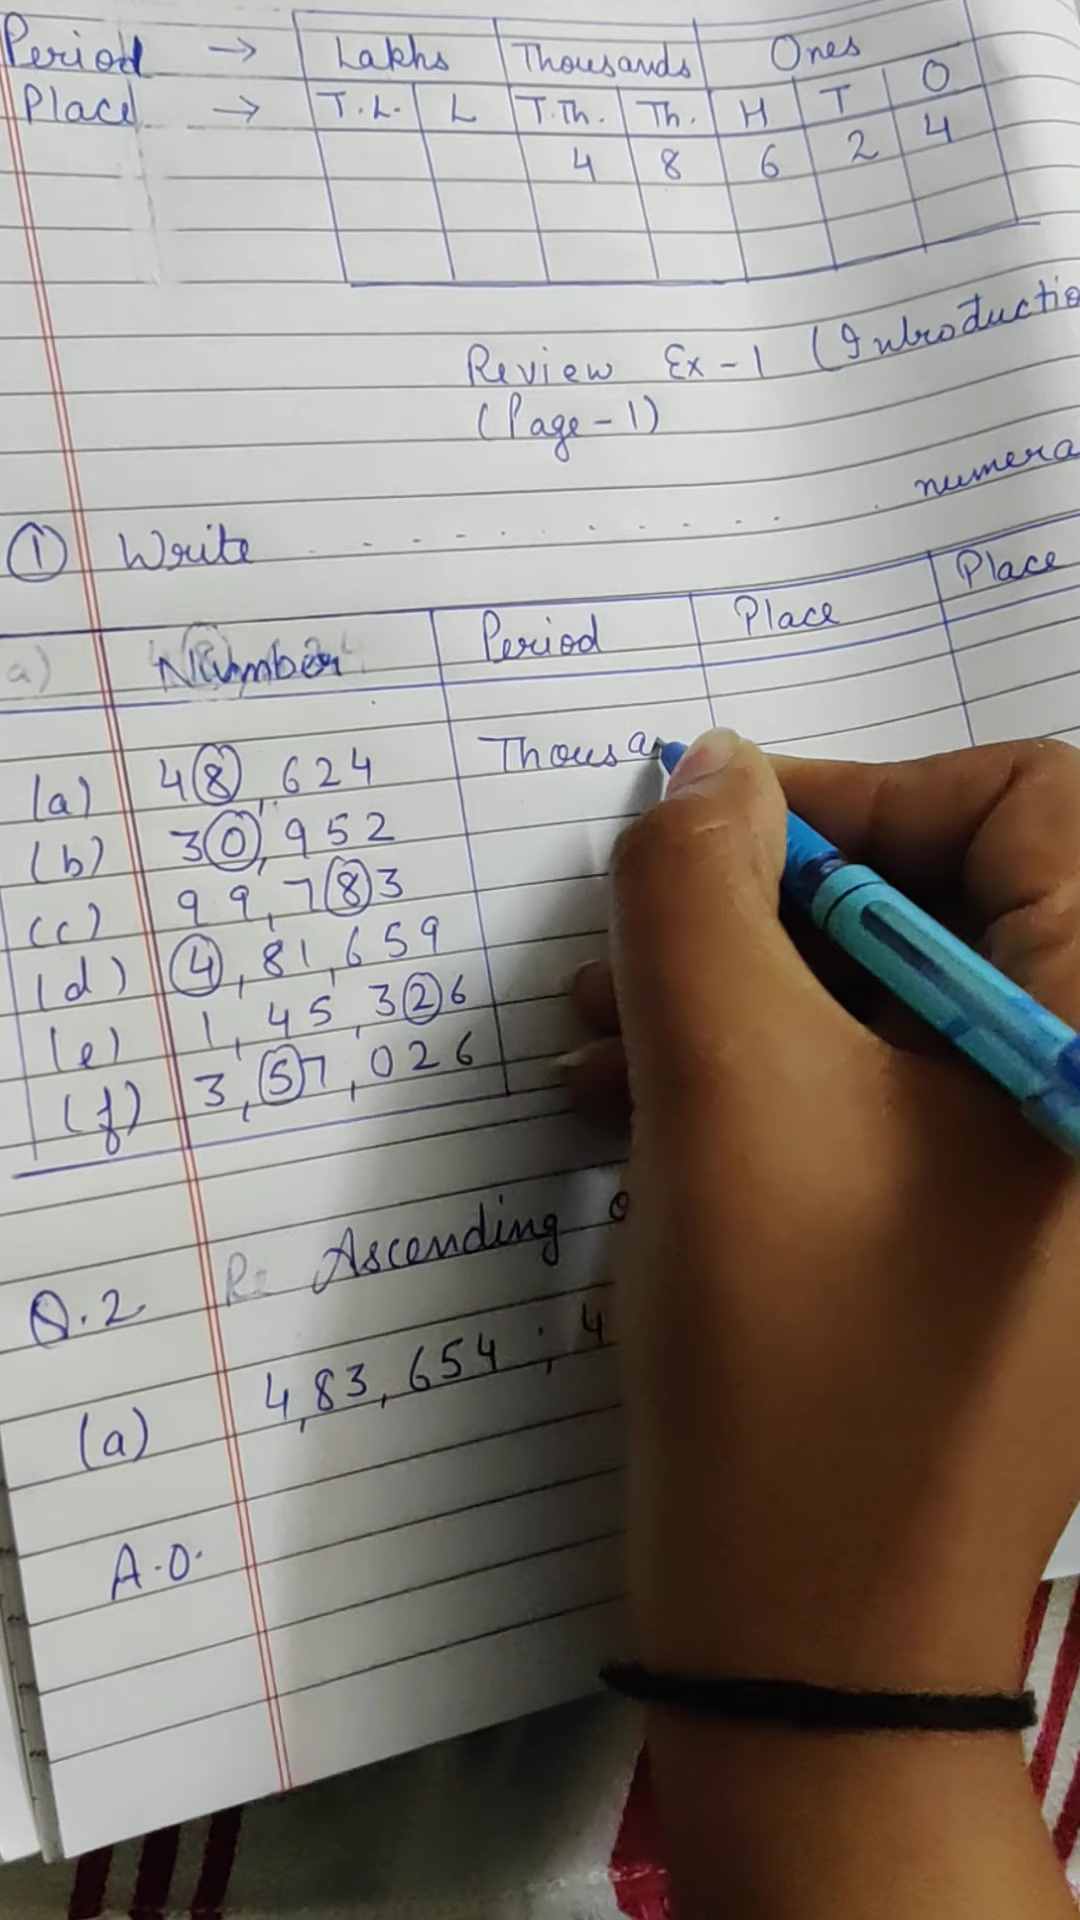 Period → Lakhs Thousands Ones
Place → T.L. L T.Th. Th. H T O
4 8 6 2 4
Review Ex-1 (Introductio
(Page-1)
① Write . . . . . . . . . . numera
a) Number Period Place Place
(a) 48,624 Thousa
(b) 30,952
(c) 99,783
(d) 4,81,659
(e) 1,45,326
(f) 3,57,026
Q.2 Re Ascending o
(a) 4,83,654 ; 4
A.O.